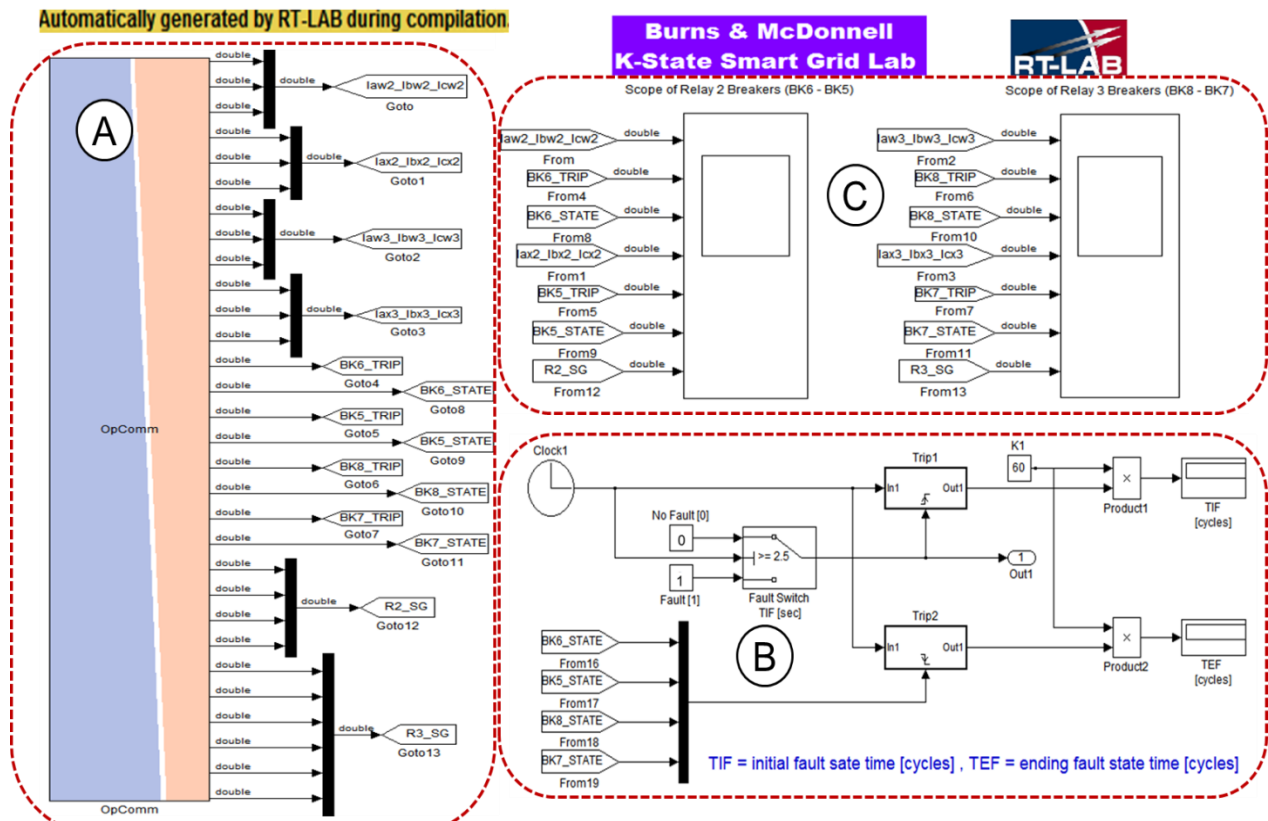 Automatically generated by RT-LAB during compilation.
Burns & McDonnell
K-State Smart Grid Lab
RT-LAB
A
OpComm
OpComm
double
double
double
double
Iaw2_Ibw2_Icw2
Goto
double
double
double
double
Iax2_Ibx2_Icx2
Goto1
double
double
double
double
Iaw3_Ibw3_Icw3
Goto2
double
double
double
double
Iax3_Ibx3_Icx3
Goto3
double
BK6_TRIP
Goto4
double
BK6_STATE
Goto8
double
BK5_TRIP
Goto5
double
BK5_STATE
Goto9
double
BK8_TRIP
Goto6
double
BK8_STATE
Goto10
double
BK7_TRIP
Goto7
double
BK7_STATE
Goto11
double
double
double
double
double
R2_SG
Goto12
double
double
double
double
double
double
double
R3_SG
Goto13
Scope of Relay 2 Breakers (BK6 - BK5)
Iaw2_Ibw2_Icw2
double
From
BK6_TRIP
double
From4
BK6_STATE
double
From8
Iax2_Ibx2_Icx2
double
From1
BK5_TRIP
double
From5
BK5_STATE
double
From9
R2_SG
double
From12
C
Scope of Relay 3 Breakers (BK8 - BK7)
Iaw3_Ibw3_Icw3
double
From2
BK8_TRIP
double
From6
BK8_STATE
double
From10
Iax3_Ibx3_Icx3
double
From3
BK7_TRIP
double
From7
BK7_STATE
double
From11
R3_SG
double
From13
Clock1
No Fault [0]
0
1
Fault [1]
>= 2.5
Fault Switch
TIF [sec]
Trip1
In1
Out1
K1
60
×
Product1
TIF
[cycles]
1
Out1
Trip2
In1
Out1
×
Product2
TEF
[cycles]
B
BK6_STATE
From16
BK5_STATE
From17
BK8_STATE
From18
BK7_STATE
From19
TIF = initial fault sate time [cycles] , TEF = ending fault state time [cycles]